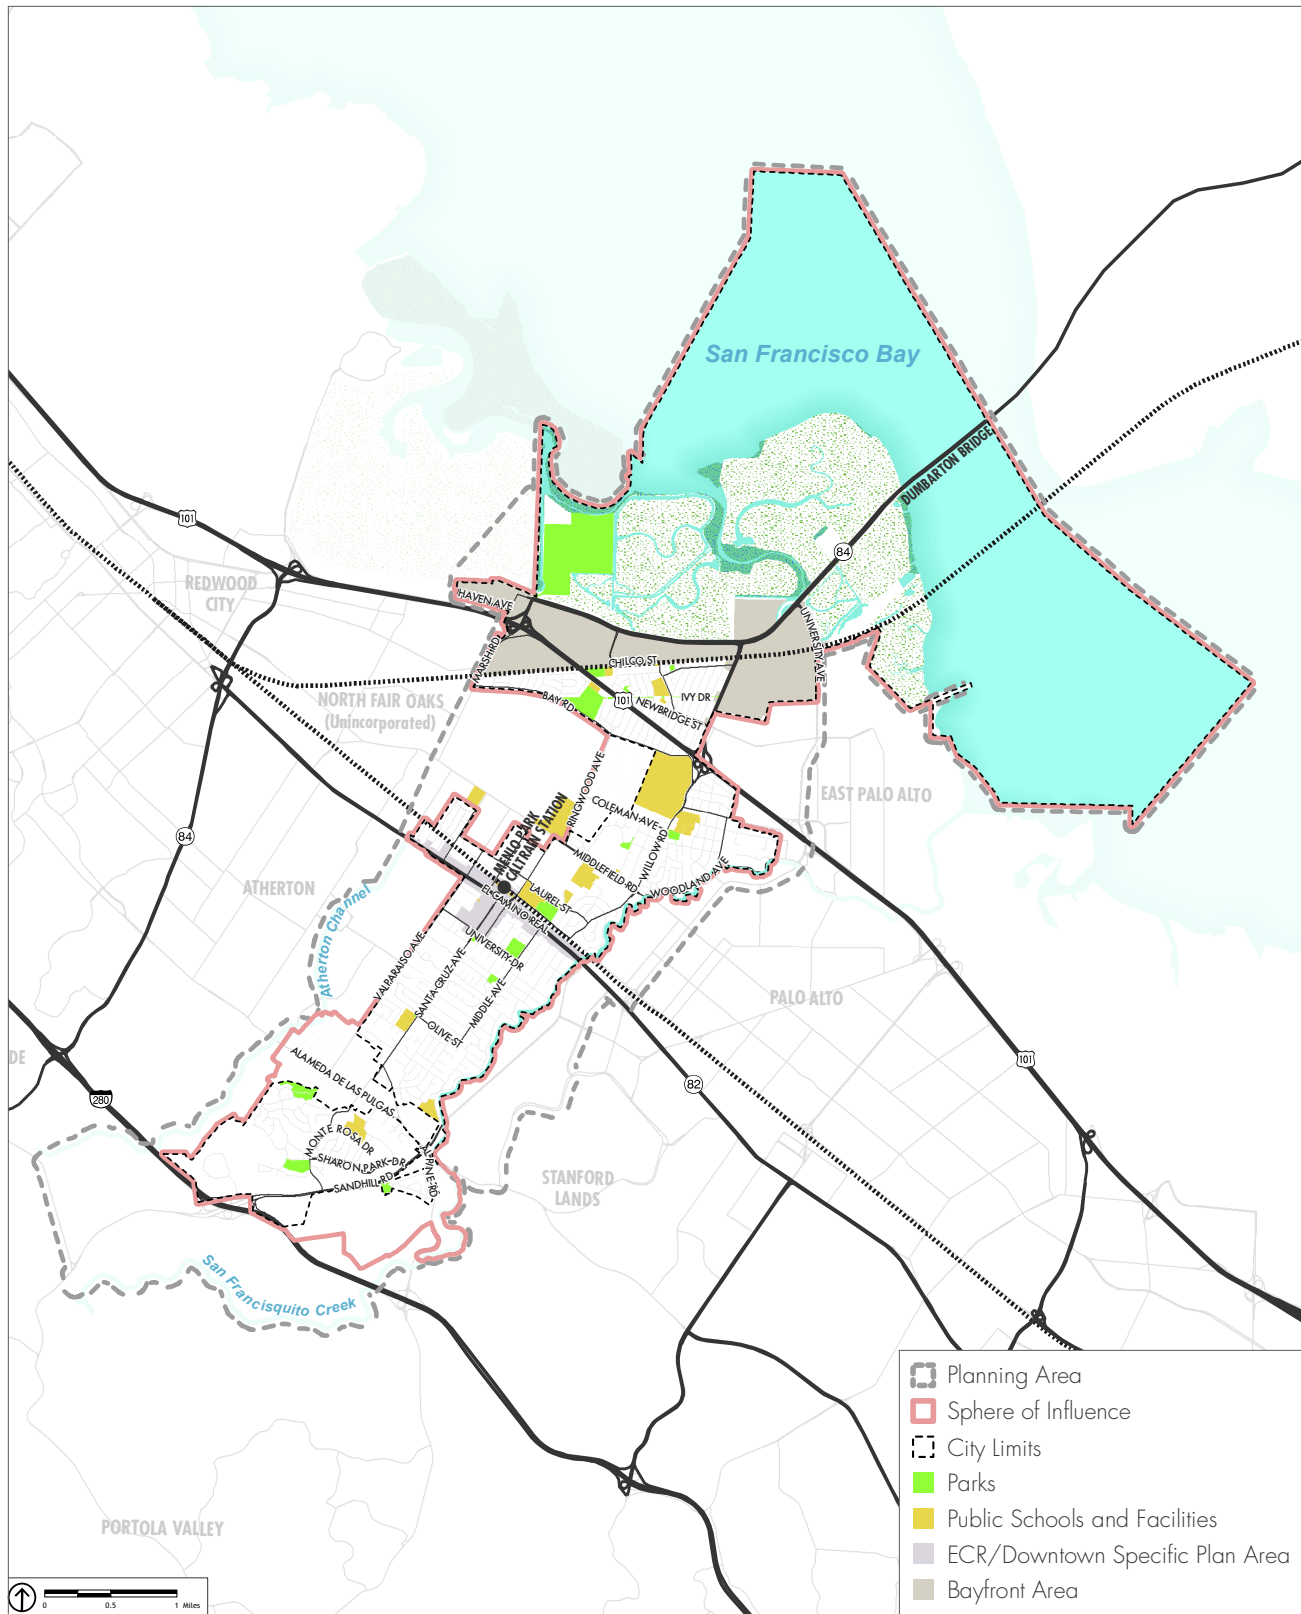 San Francisco Bay
DUMBARTON BRIDGE
84
101
REDWOOD
CITY
HAVEN AVE
MARSH RD
UNIVERSITY AVE
CHILCO ST
NORTH FAIR OAKS
(Unincorporated)
BAY RD
101
NEWBRIDGE ST
IVY DR
EAST PALO ALTO
RINGWOOD AVE
COLEMAN AVE
WILLOW RD
MENLO PARK
CALTRAIN STATION
MIDDLEFIELD RD
WOODLAND AVE
84
ATHERTON
Atherton Channel
LAUREL ST
EL CAMINO REAL
UNIVERSITY DR
VALPARAISO AVE
SANTA CRUZ AVE
MIDDLE AVE
OLIVE ST
PALO ALTO
DE
280
82
101
ALAMEDA DE LAS PULGAS
MONTE ROSA DR
SHARON PARK DR
SANDHILL RD
ALPINE RD
STANFORD
LANDS
San Francisquito Creek
PORTOLA VALLEY
Planning Area
Sphere of Influence
City Limits
Parks
Public Schools and Facilities
ECR/Downtown Specific Plan Area
Bayfront Area
0 0.5 1 Miles